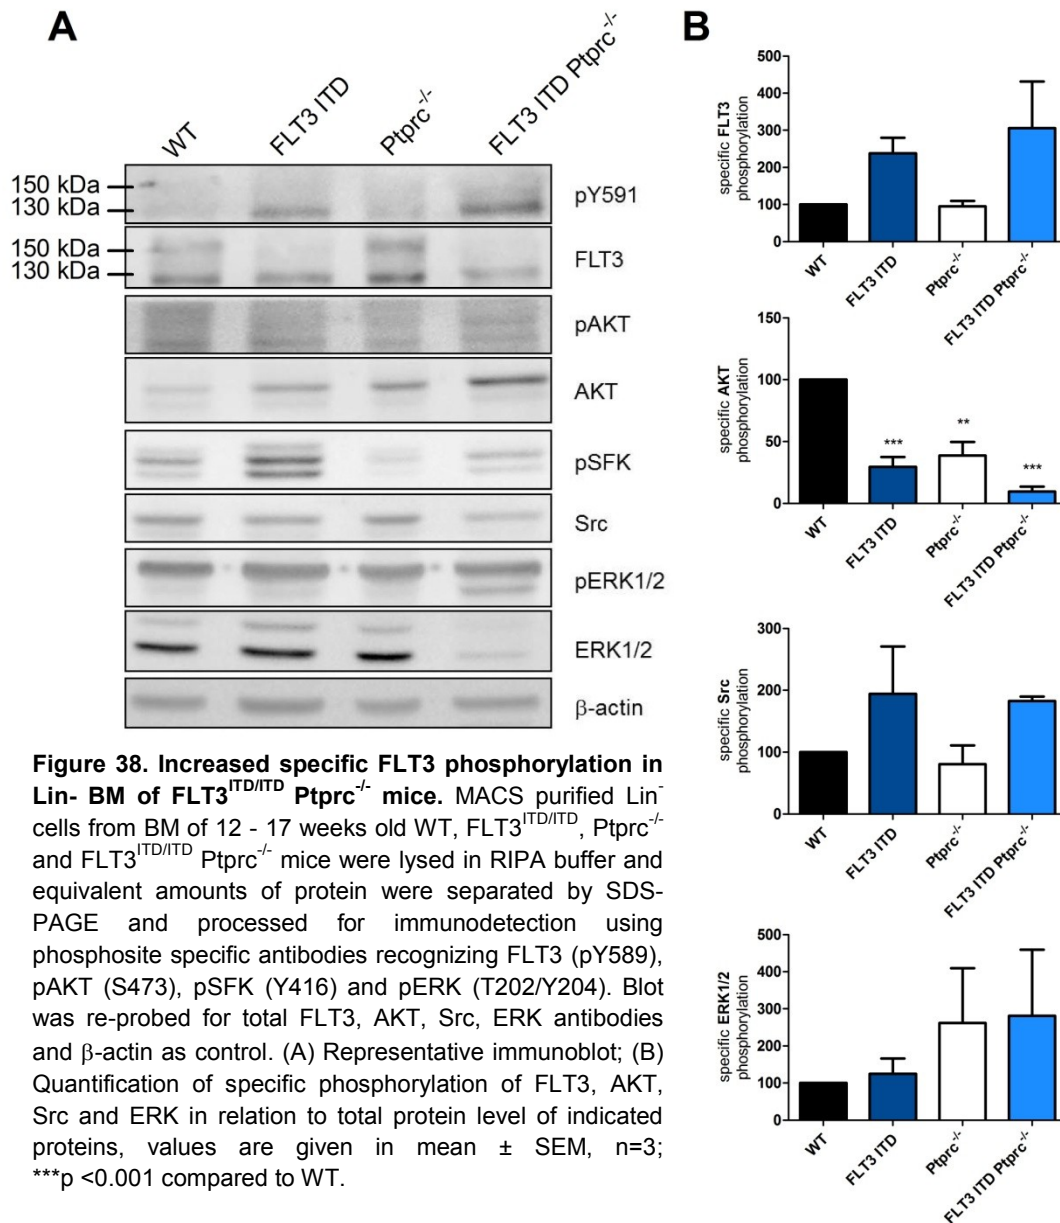 A
WT
FLT3 ITD
Ptprc-/-
FLT3 ITD Ptprc-/-
150 kDa
130 kDa
pY591
150 kDa
130 kDa
FLT3
pAKT
AKT
pSFK
Src
pERK1/2
ERK1/2
β-actin
Figure 38. Increased specific FLT3 phosphorylation in
Lin- BM of FLT3ITD/ITD Ptprc-/- mice. MACS purified Lin-
cells from BM of 12 - 17 weeks old WT, FLT3ITD/ITD, Ptprc-/-
and FLT3ITD/ITD Ptprc-/- mice were lysed in RIPA buffer and
equivalent amounts of protein were separated by SDS-
PAGE and processed for immunodetection using
phosphosite specific antibodies recognizing FLT3 (pY589),
pAKT (S473), pSFK (Y416) and pERK (T202/Y204). Blot
was re-probed for total FLT3, AKT, Src, ERK antibodies
and β-actin as control. (A) Representative immunoblot; (B)
Quantification of specific phosphorylation of FLT3, AKT,
Src and ERK in relation to total protein level of indicated
proteins, values are given in mean ± SEM, n=3;
***p <0.001 compared to WT.
B
specific FLT3
phosphorylation
500
400
300
200
100
0
WT
FLT3 ITD
Ptprc-/-
FLT3 ITD Ptprc-/-
specific AKT
phosphorylation
150
100
50
0
***
**
***
WT
FLT3 ITD
Ptprc-/-
FLT3 ITD Ptprc-/-
specific Src
phosphorylation
300
200
100
0
WT
FLT3 ITD
Ptprc-/-
FLT3 ITD Ptprc-/-
specific ERK1/2
phosphorylation
500
400
300
200
100
0
WT
FLT3 ITD
Ptprc-/-
FLT3 ITD Ptprc-/-